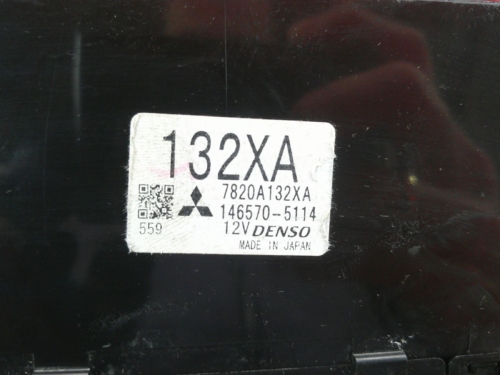 132XA
7820A132XA
146570-5114
559
12V DENSO
MADE IN JAPAN